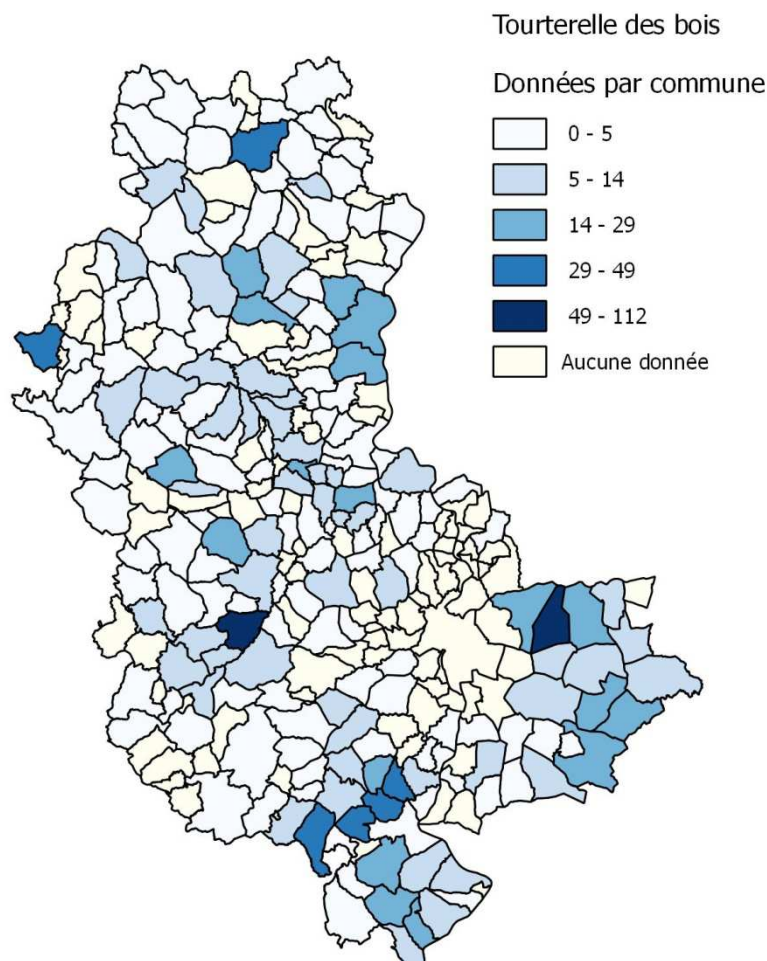 Tourterelle des bois
Données par commune
0 - 5
5 - 14
14 - 29
29 - 49
49 - 112
Aucune donnée